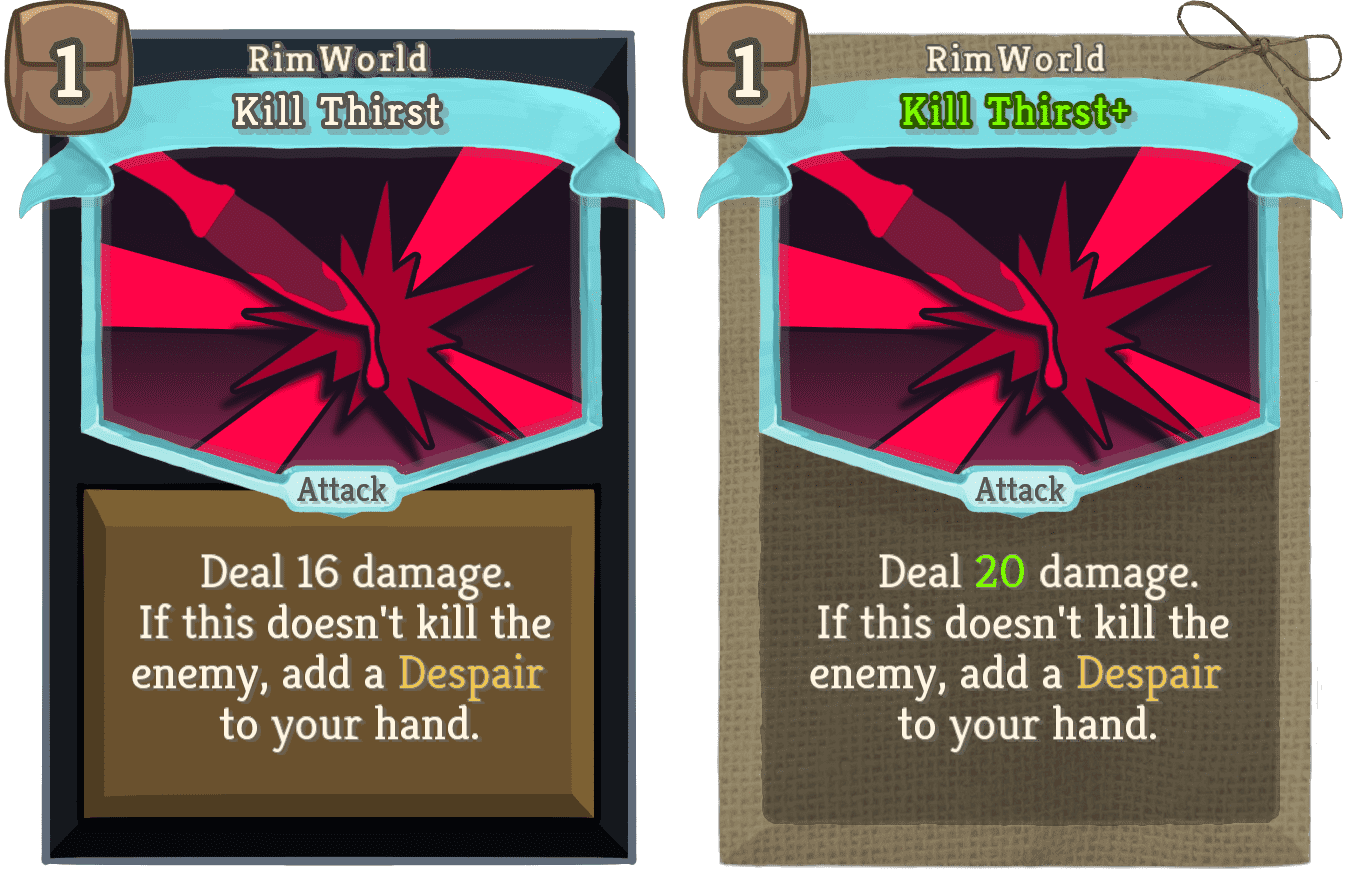 1
RimWorld
Kill Thirst
Attack
Deal 16 damage.
If this doesn't kill the
enemy, add a Despair
to your hand.
1
RimWorld
Kill Thirst+
Attack
Deal 20 damage.
If this doesn't kill the
enemy, add a Despair
to your hand.